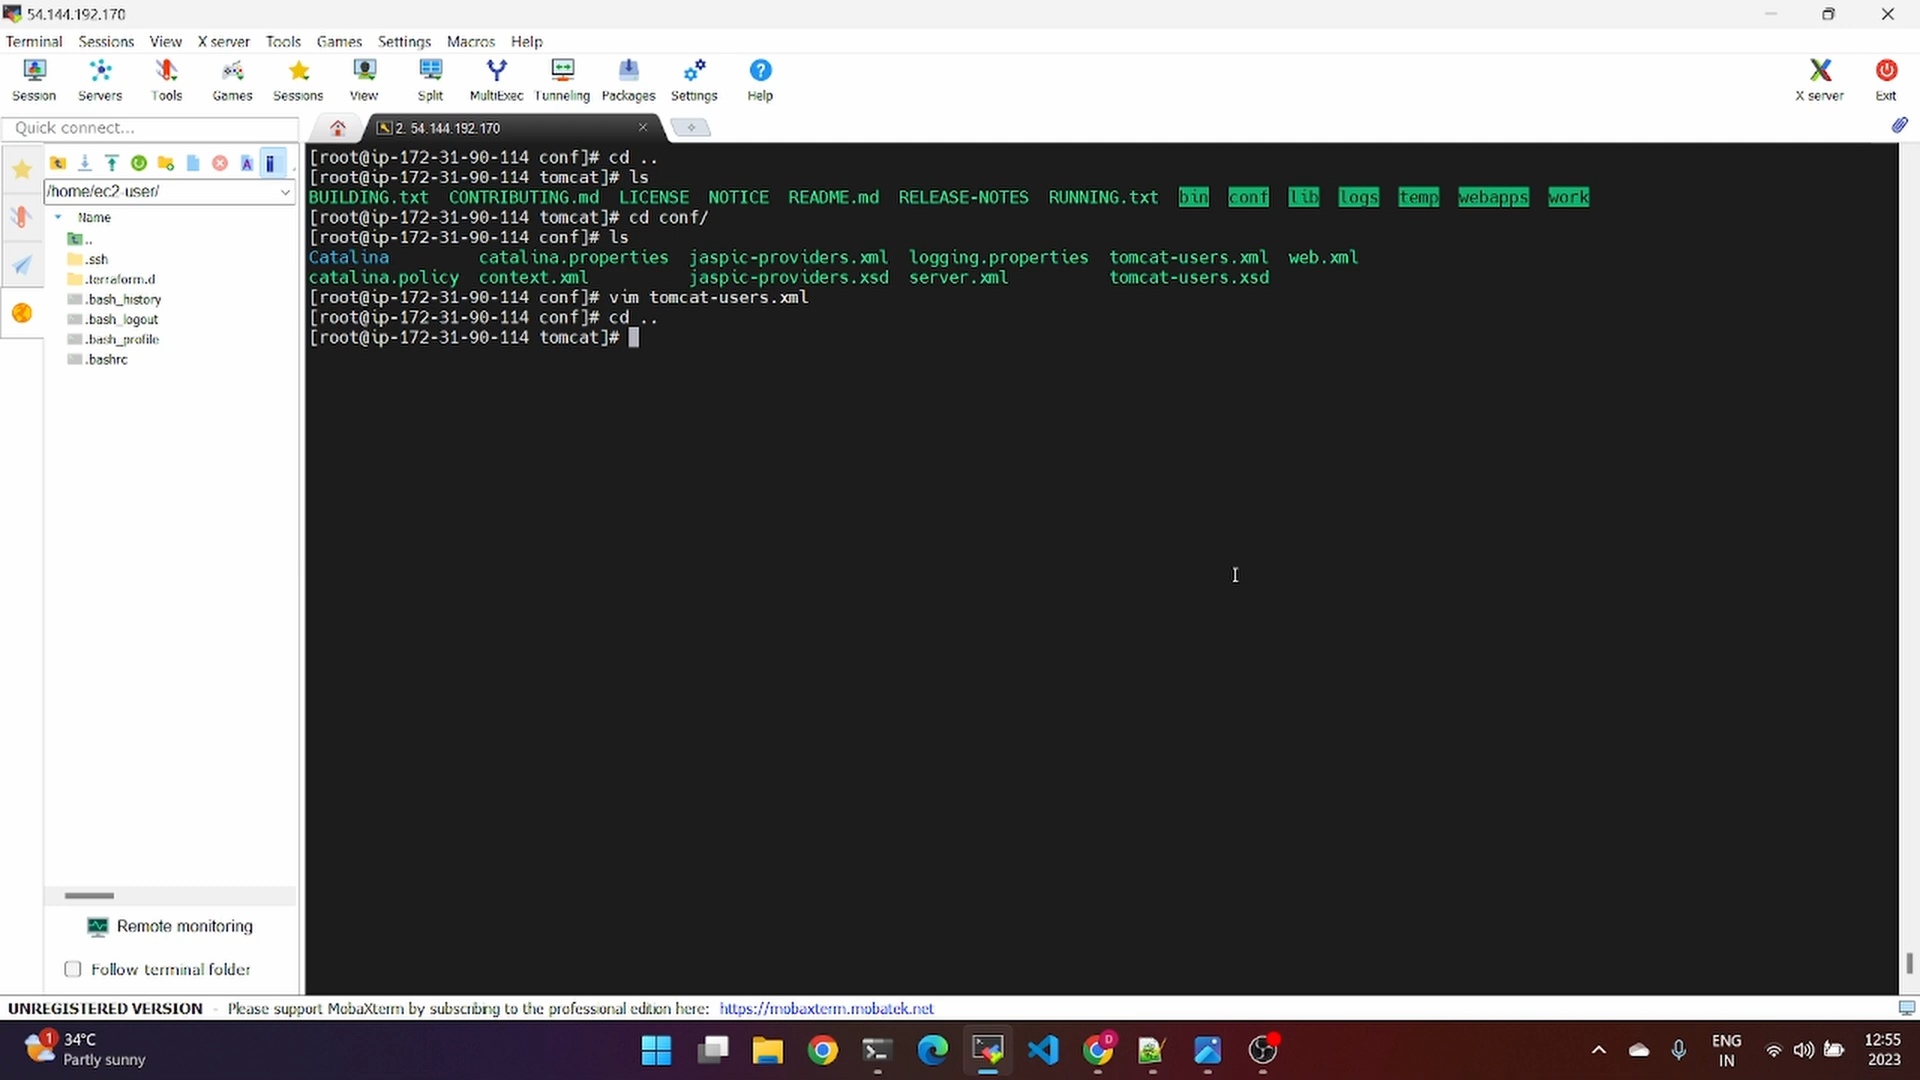 54.144.192.170
Terminal Sessions View X server Tools Games Settings Macros Help
Session Servers Tools Games Sessions View Split MultiExec Tunneling Packages Settings Help X server Exit
Quick connect...
2. 54.144.192.170
/home/ec2-user/
Name
..
.ssh
.terraform.d
.bash_history
.bash_logout
.bash_profile
.bashrc
[root@ip-172-31-90-114 conf]# cd ..
[root@ip-172-31-90-114 tomcat]# ls
BUILDING.txt CONTRIBUTING.md LICENSE NOTICE README.md RELEASE-NOTES RUNNING.txt bin conf lib logs temp webapps work
[root@ip-172-31-90-114 tomcat]# cd conf/
[root@ip-172-31-90-114 conf]# ls
Catalina catalina.properties jaspic-providers.xml logging.properties tomcat-users.xml web.xml
catalina.policy context.xml jaspic-providers.xsd server.xml tomcat-users.xsd
[root@ip-172-31-90-114 conf]# vim tomcat-users.xml
[root@ip-172-31-90-114 conf]# cd ..
[root@ip-172-31-90-114 tomcat]#
Remote monitoring
Follow terminal folder
UNREGISTERED VERSION - Please support MobaXterm by subscribing to the professional edition here: https://mobaxterm.mobatek.net
1
34°C
Partly sunny
D
ENG
IN
12:55
2023